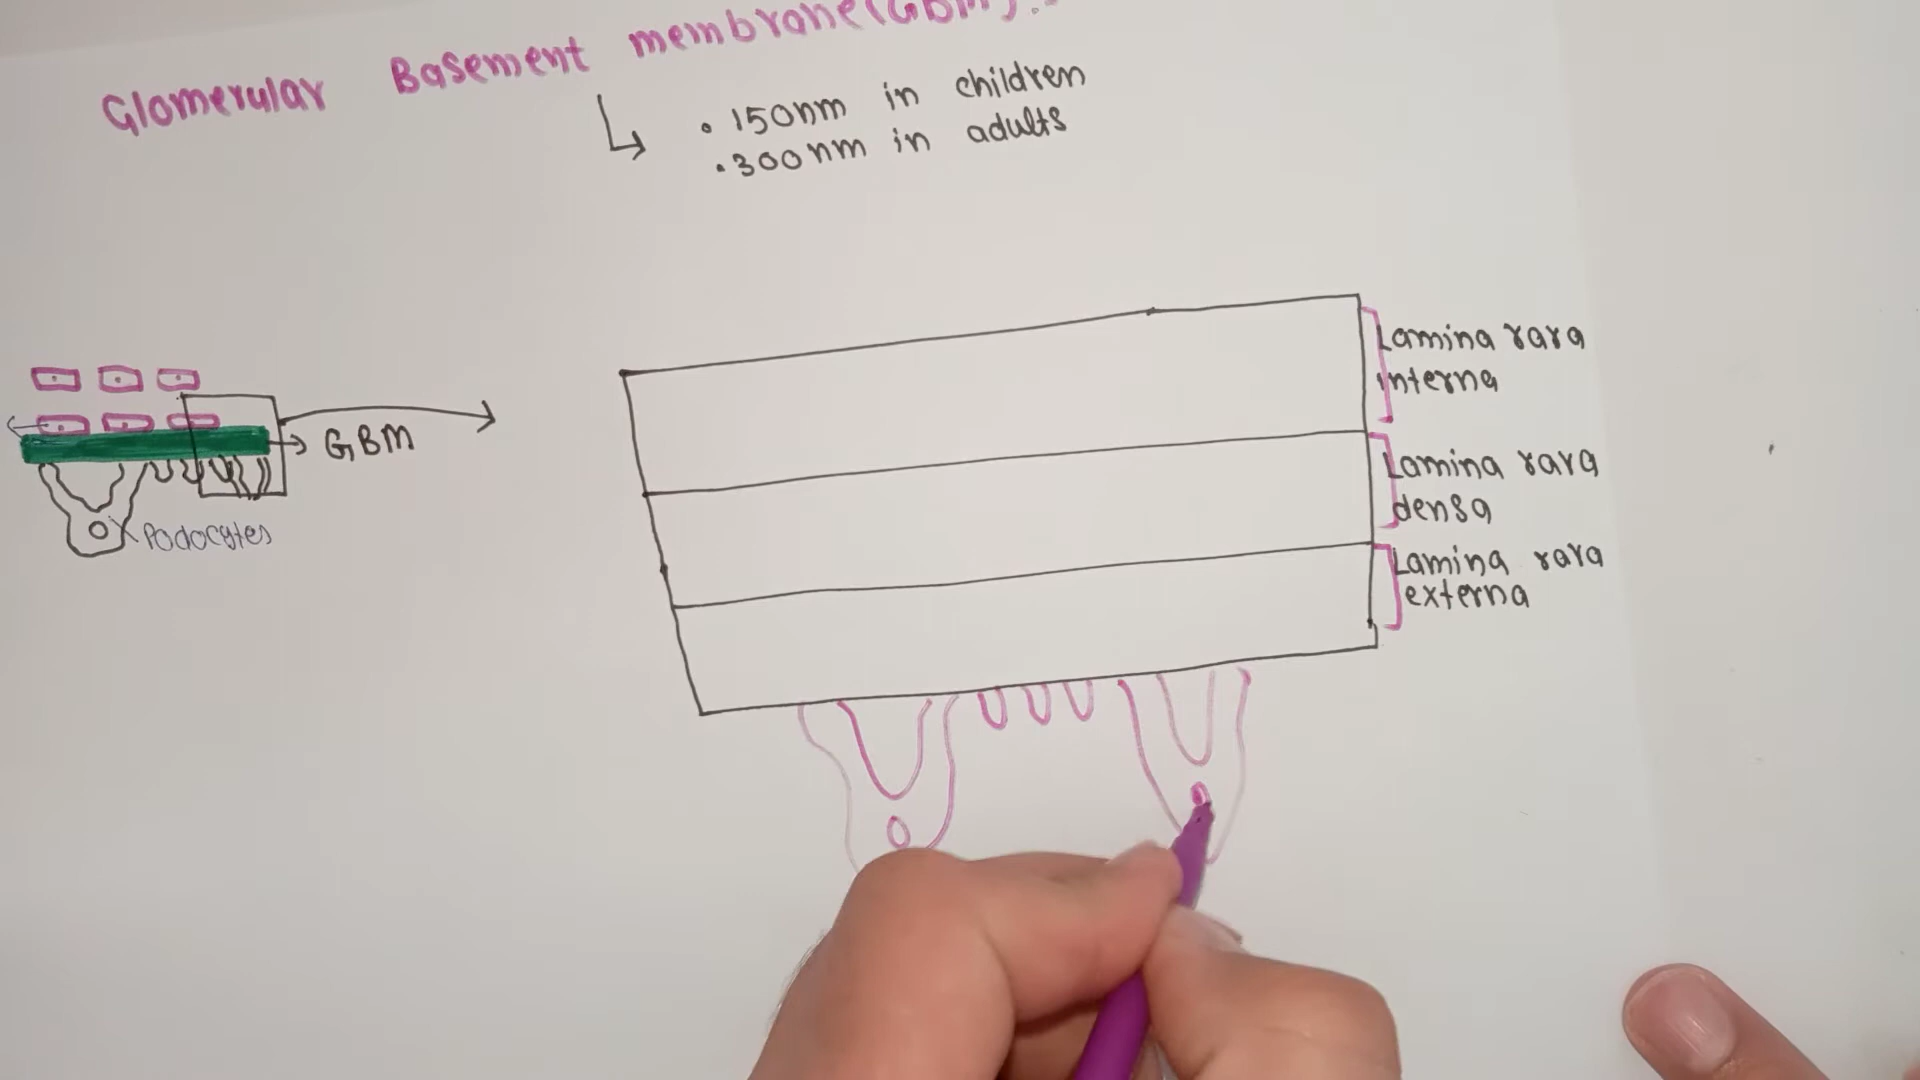 Glomerular Basement membrane (GBM):
• 150nm in children
• 300nm in adults
Lamina rara
interna
GBM
Lamina rara
densa
Podocytes
Lamina rara
externa